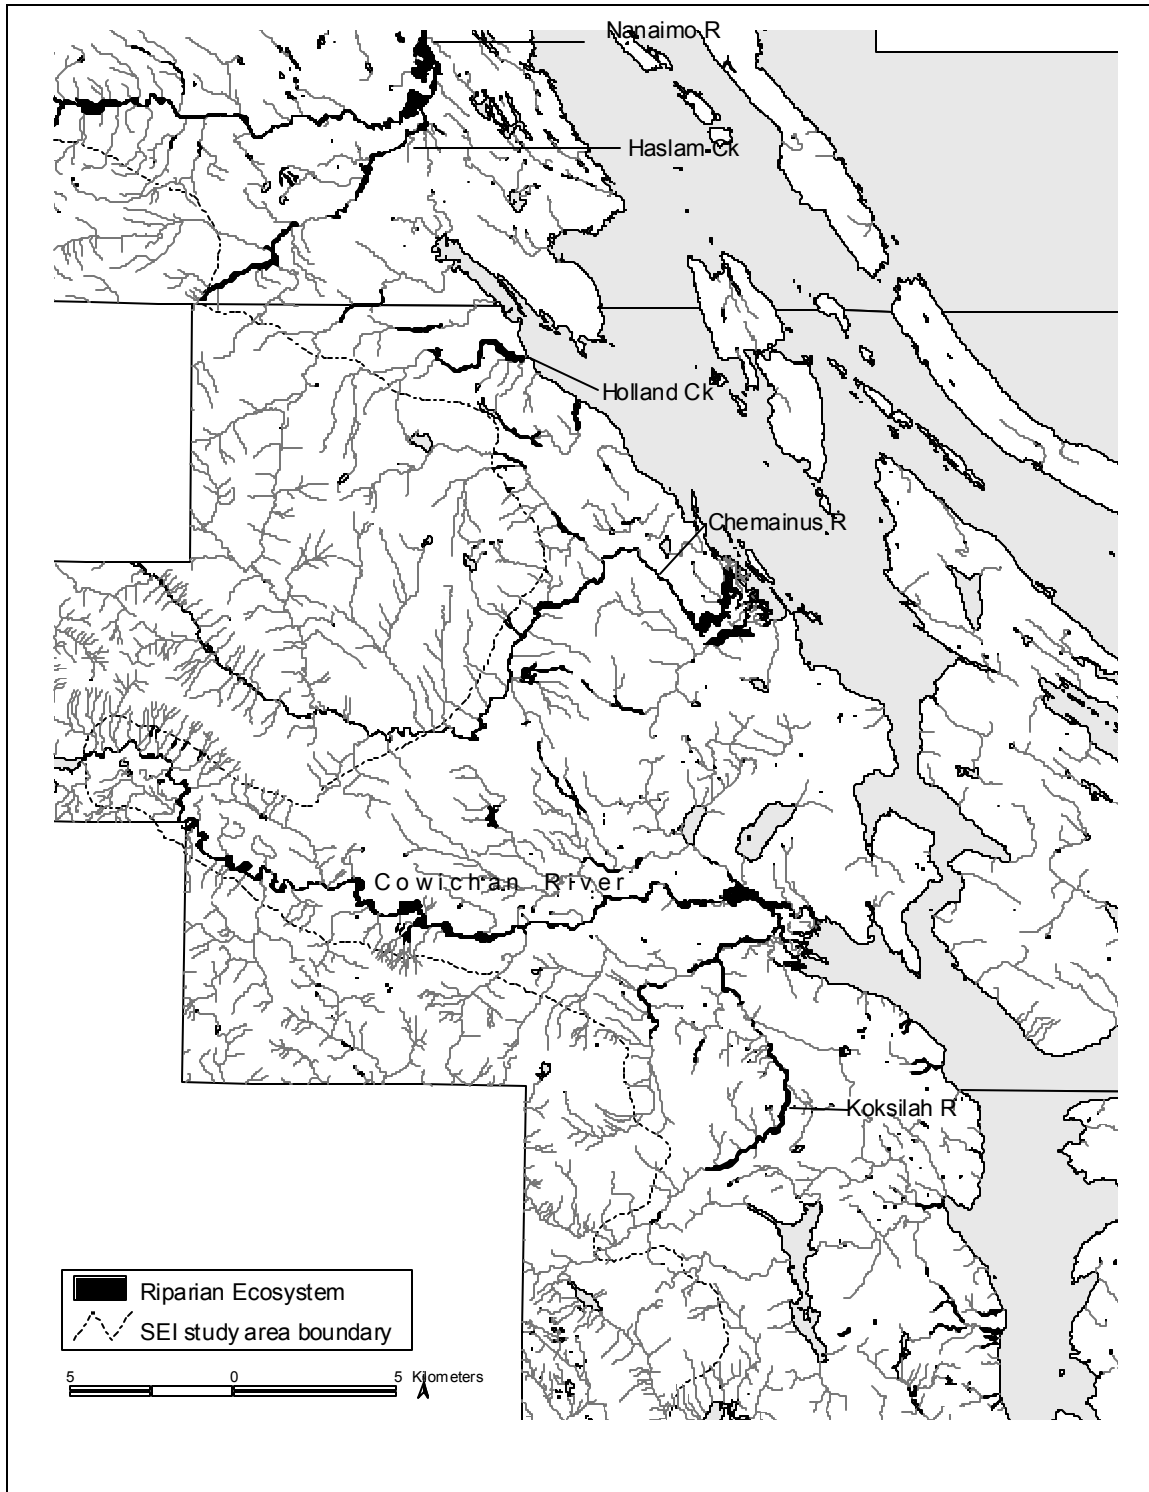 Nanaimo R
Haslam Ck
Holland Ck
Chemainus R
Cowichan River
Koksilah R
Riparian Ecosystem
SEI study area boundary
5 0 5 Kilometers